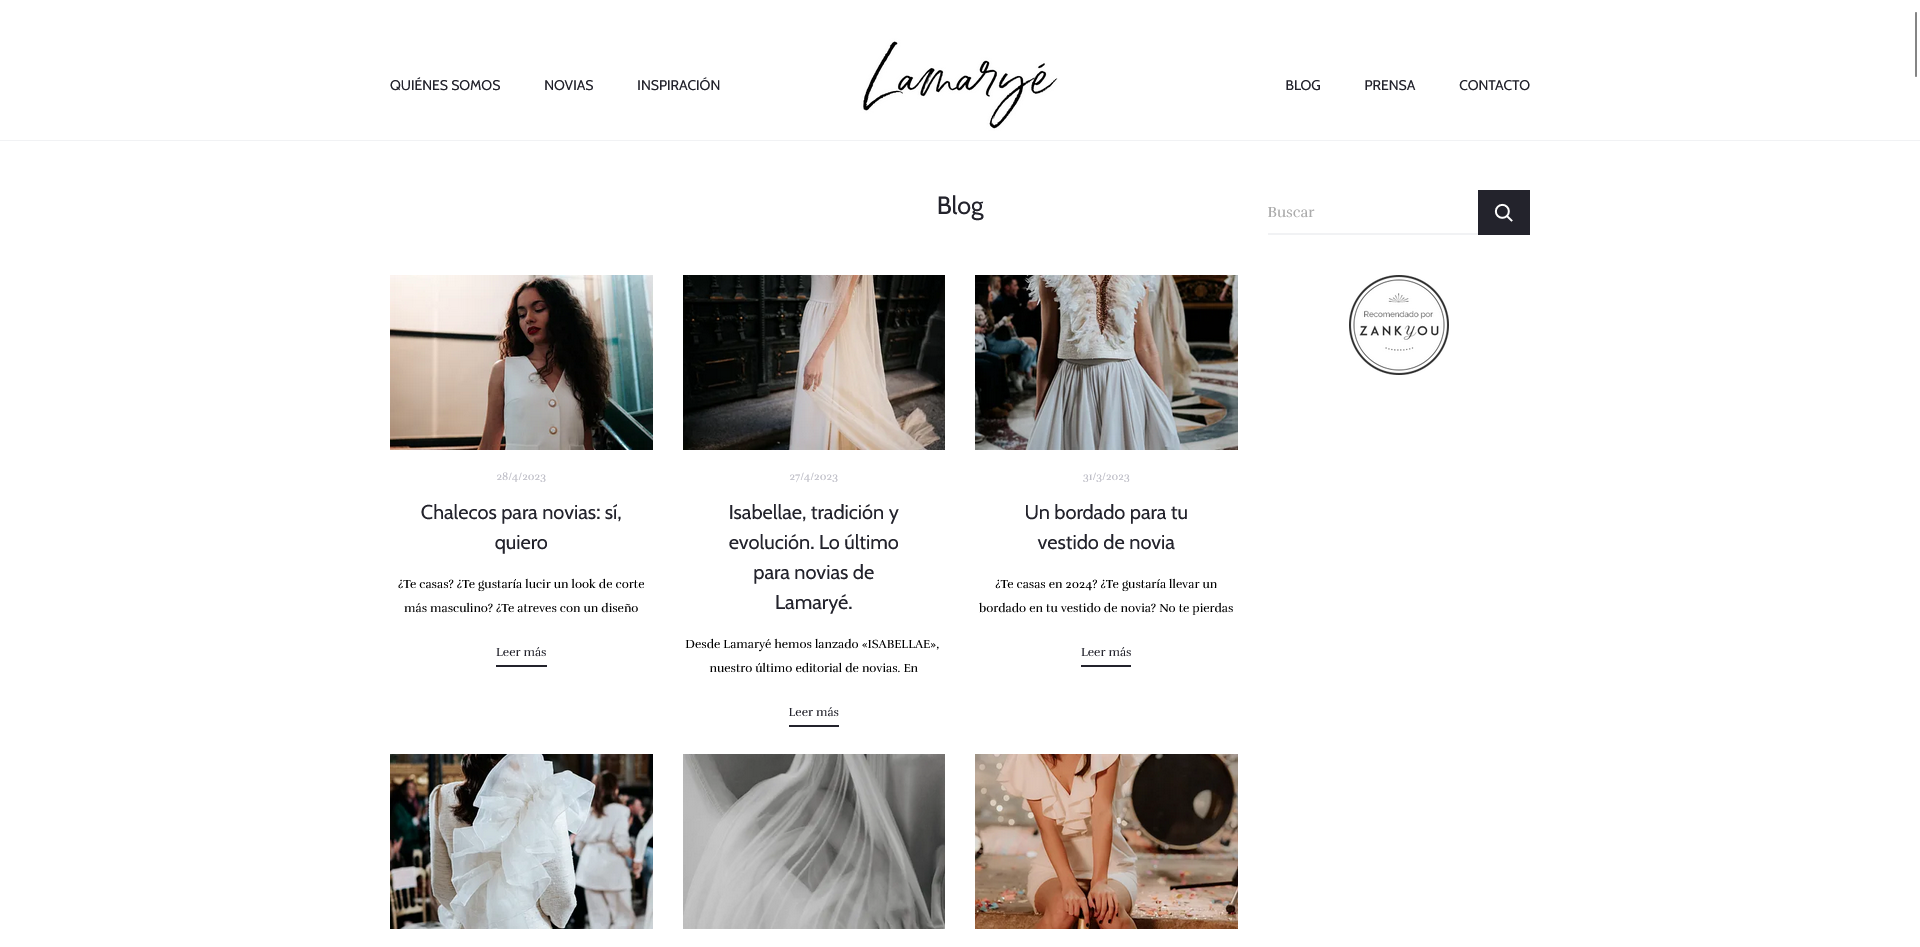 QUIÉNES SOMOS
NOVIAS
INSPIRACIÓN
Lamaryé
BLOG
PRENSA
CONTACTO
Blog
Buscar
Recomendado por
ZANKYOU
28/4/2023
Chalecos para novias: sí,
quiero
¿Te casas? ¿Te gustaría lucir un look de corte
más masculino? ¿Te atreves con un diseño
Leer más
27/4/2023
Isabellae, tradición y
evolución. Lo último
para novias de
Lamaryé.
Desde Lamaryé hemos lanzado «ISABELLAE»,
nuestro último editorial de novias. En
Leer más
31/3/2023
Un bordado para tu
vestido de novia
¿Te casas en 2024? ¿Te gustaría llevar un
bordado en tu vestido de novia? No te pierdas
Leer más